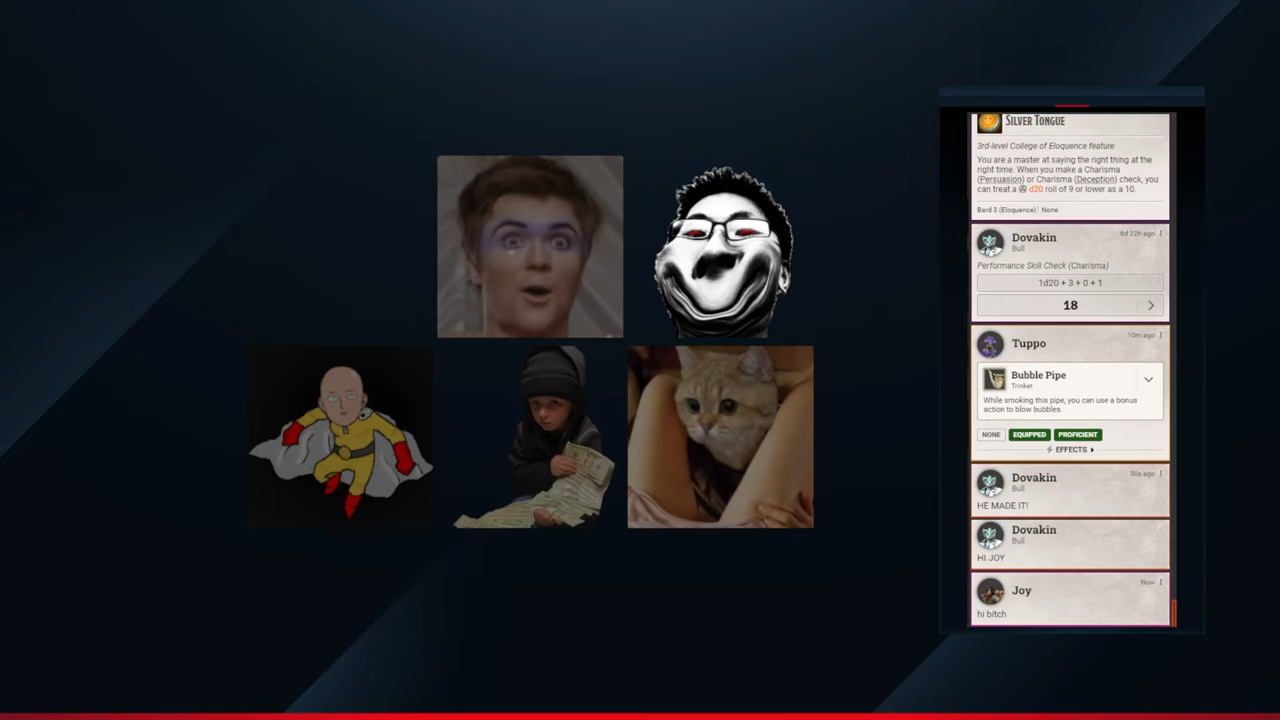 SILVER TONGUE
3rd-level College of Eloquence feature
You are a master at saying the right thing at the
right time. When you make a Charisma
(Persuasion) or Charisma (Deception) check, you
can treat a d20 roll of 9 or lower as a 10.
Bard 3 (Eloquence) | None
Dovakin
6d 22h ago
Bull
Performance Skill Check (Charisma)
1d20 + 3 + 0 + 1
18
10m ago
Tuppo
Bubble Pipe
Trinket
While smoking this pipe, you can use a bonus
action to blow bubbles.
NONE EQUIPPED PROFICIENT
EFFECTS
Dovakin
30s ago
Bull
HE MADE IT!
Dovakin
Bull
HI JOY
Joy
Now
hi bitch